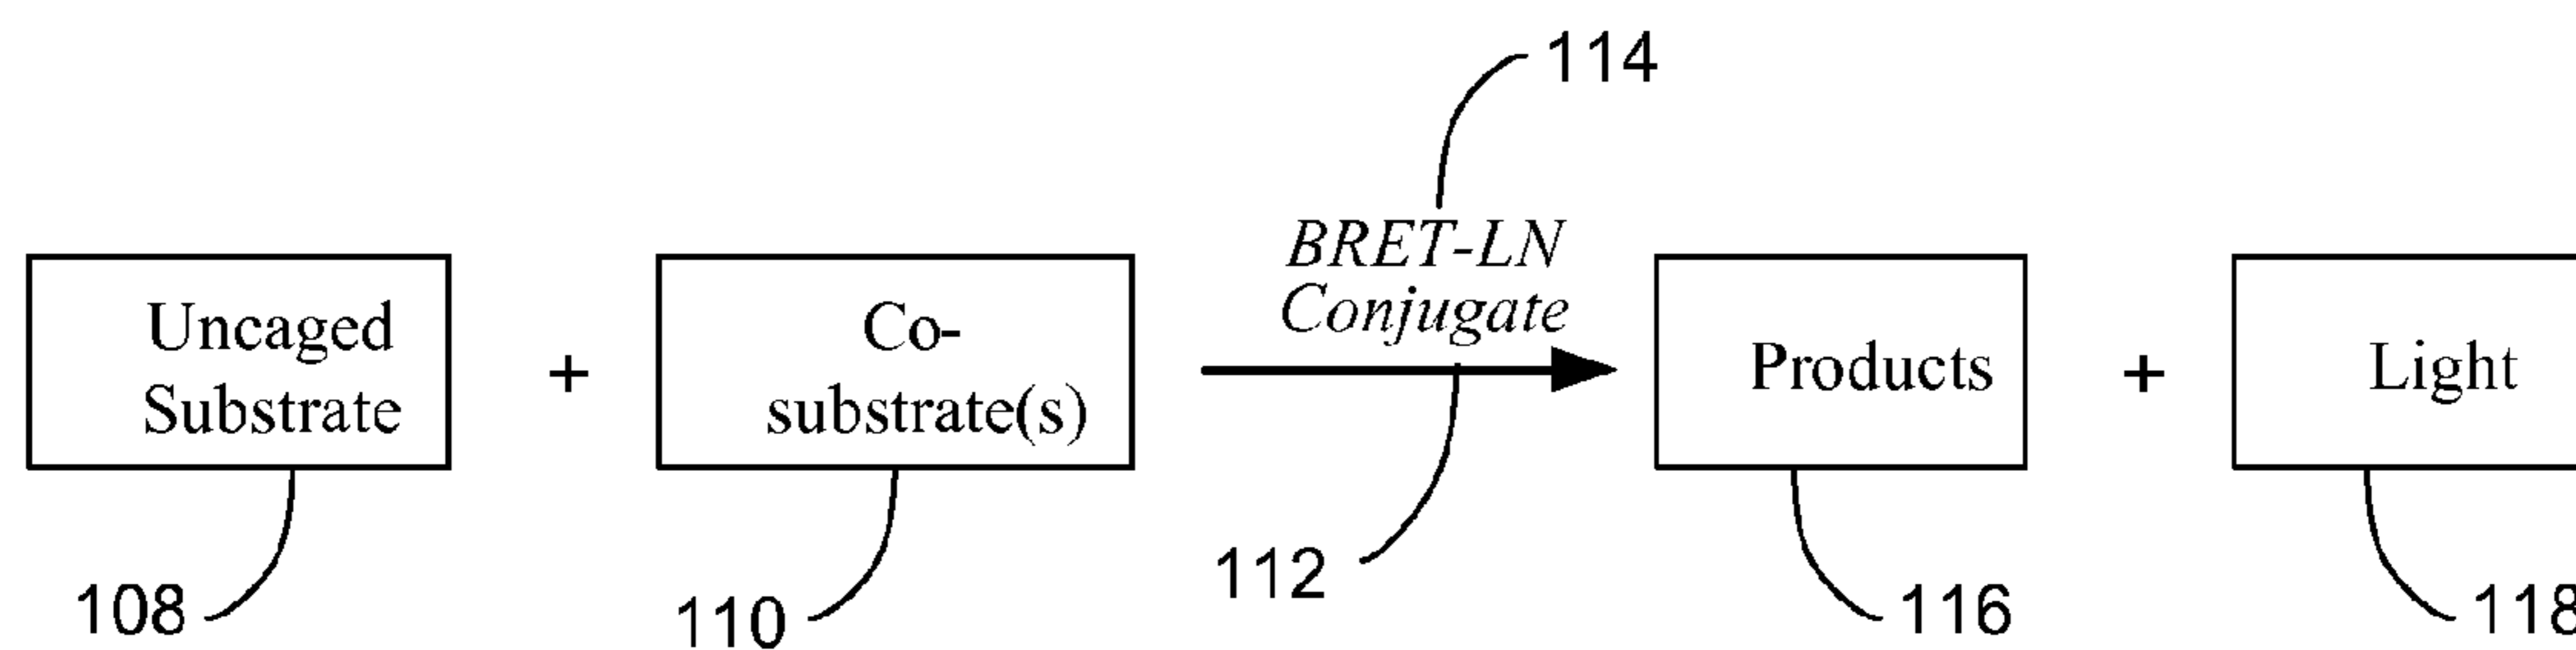 114
BRET-LN
Conjugate
Uncaged
Substrate
+
Co-
substrate(s)
Products
+
Light
108
110
112
116
118